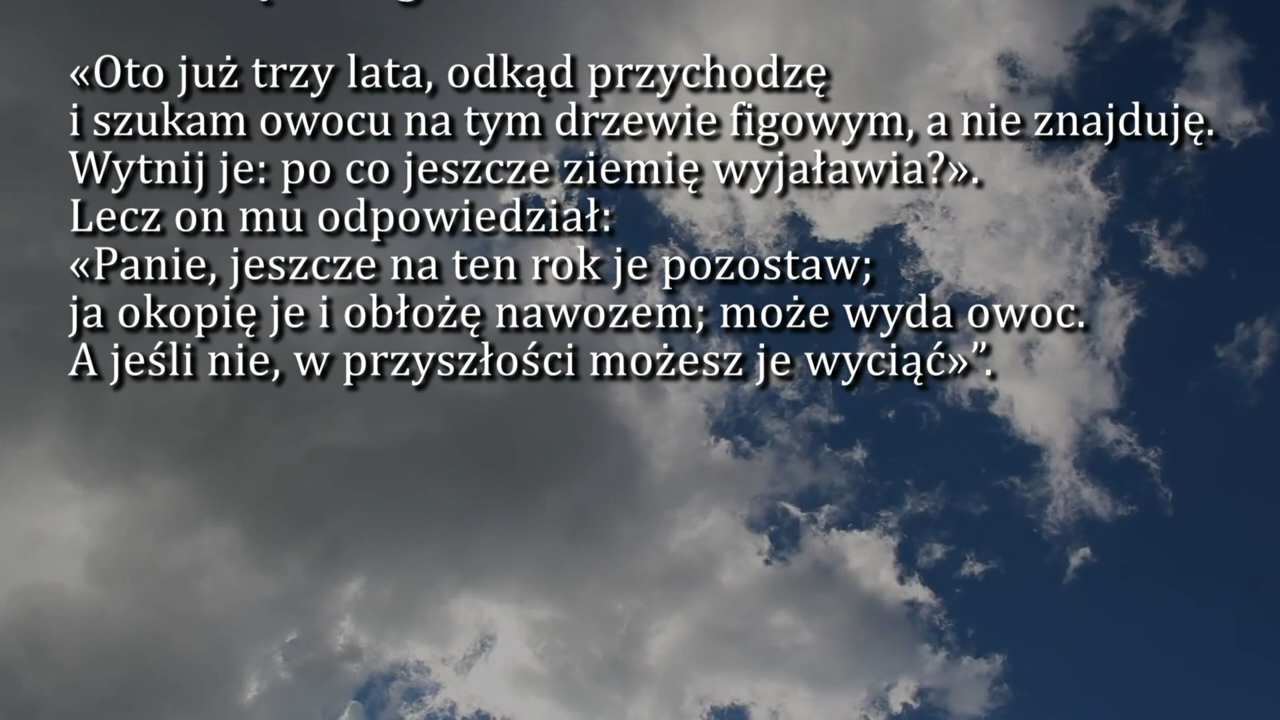 «Oto już trzy lata, odkąd przychodzę
i szukam owocu na tym drzewie figowym, a nie znajduję.
Wytnij je: po co jeszcze ziemię wyjaławia?».
Lecz on mu odpowiedział:
«Panie, jeszcze na ten rok je pozostaw;
ja okopię je i obłożę nawozem; może wyda owoc.
A jeśli nie, w przyszłości możesz je wyciąć»”.